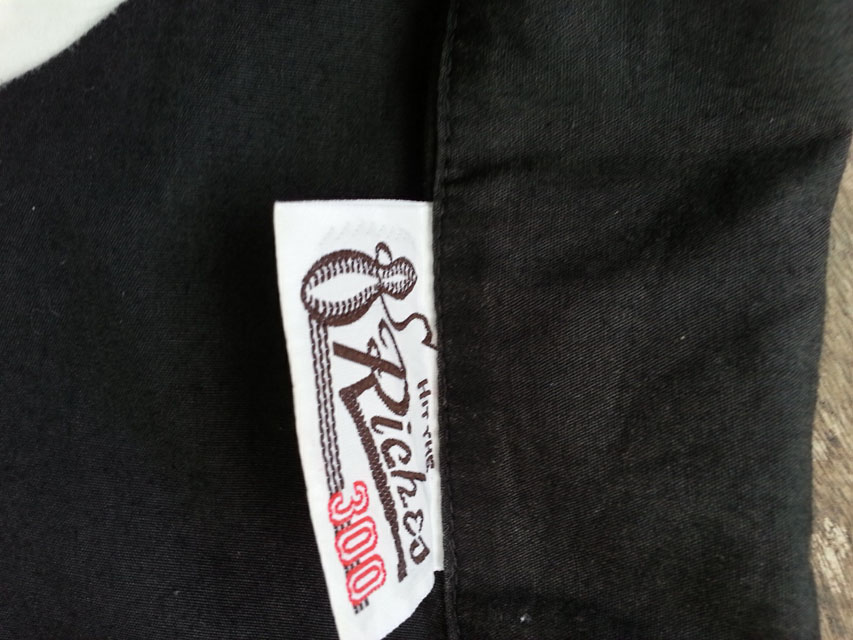 HIT THE
Riches
300